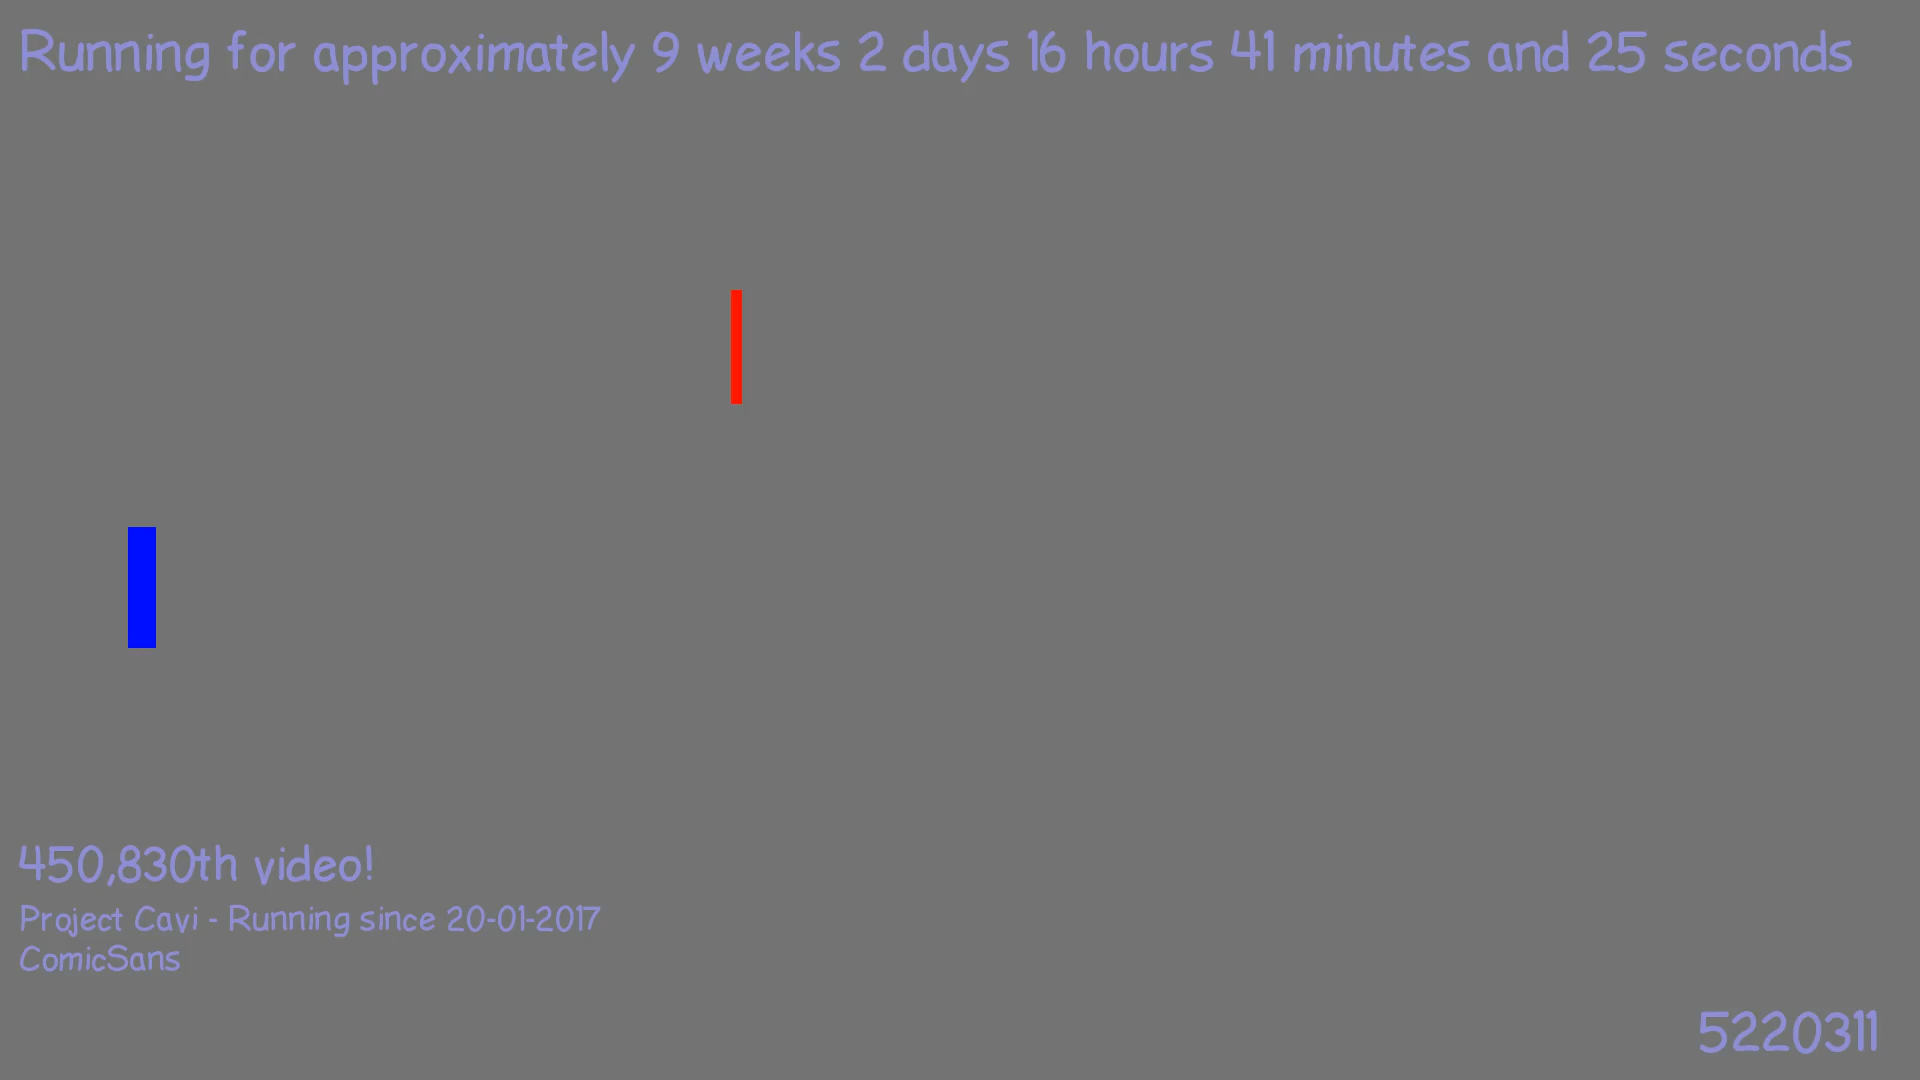 Running for approximately 9 weeks 2 days 16 hours 41 minutes and 25 seconds
450,830th video!
Project Cavi - Running since 20-01-2017
ComicSans
5220311